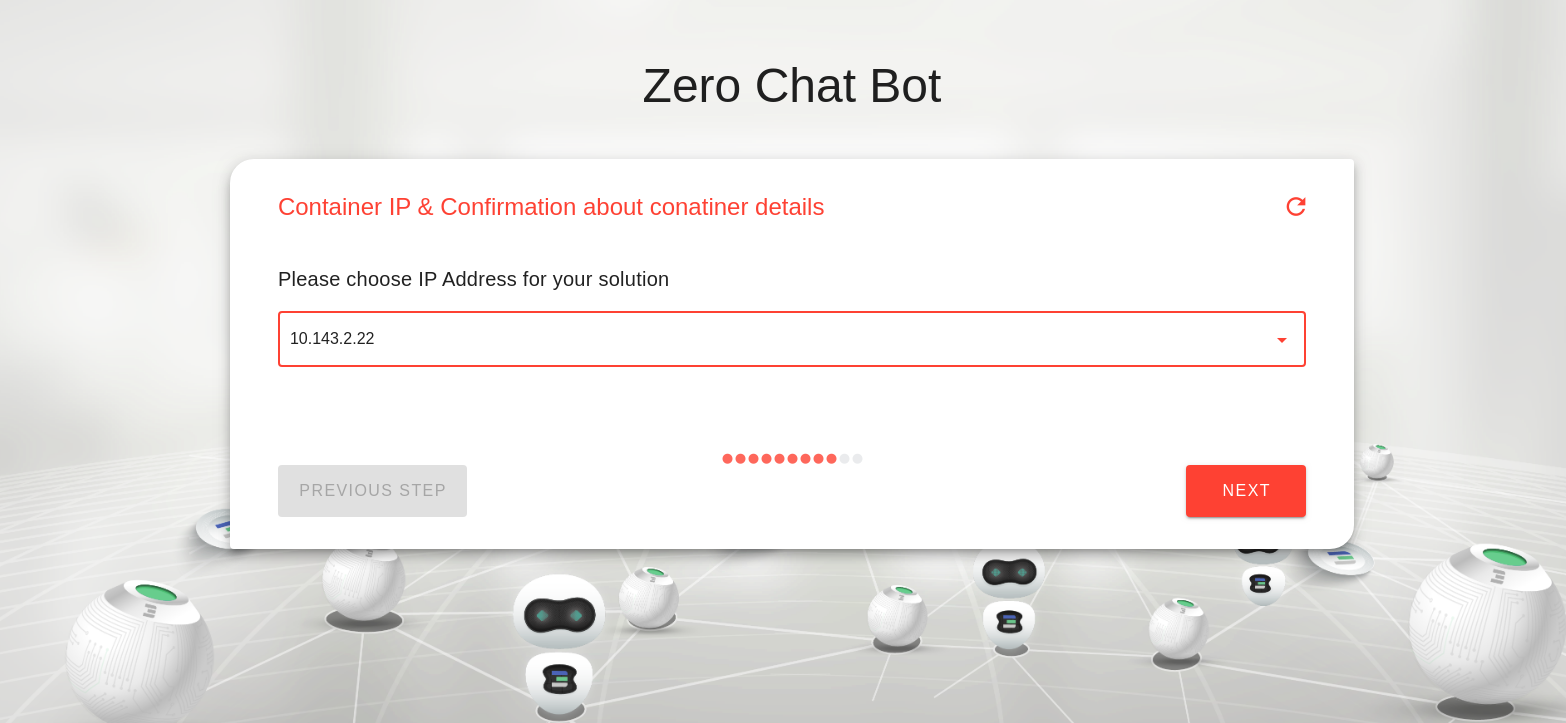 Zero Chat Bot
Container IP & Confirmation about conatiner details
Please choose IP Address for your solution
10.143.2.22
PREVIOUS STEP
NEXT